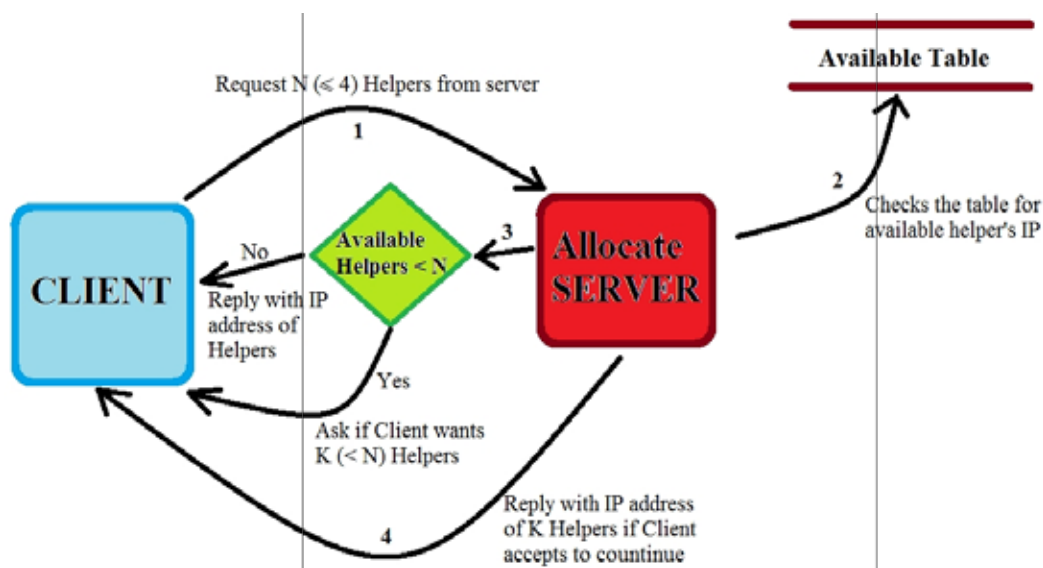 Request N (≤ 4) Helpers from server
1
Available Table
2
Checks the table for
available helper's IP
3
Available
Helpers < N
Allocate
SERVER
CLIENT
No
Reply with IP
address of
Helpers
Yes
Ask if Client wants
K (< N) Helpers
4
Reply with IP address
of K Helpers if Client
accepts to countinue